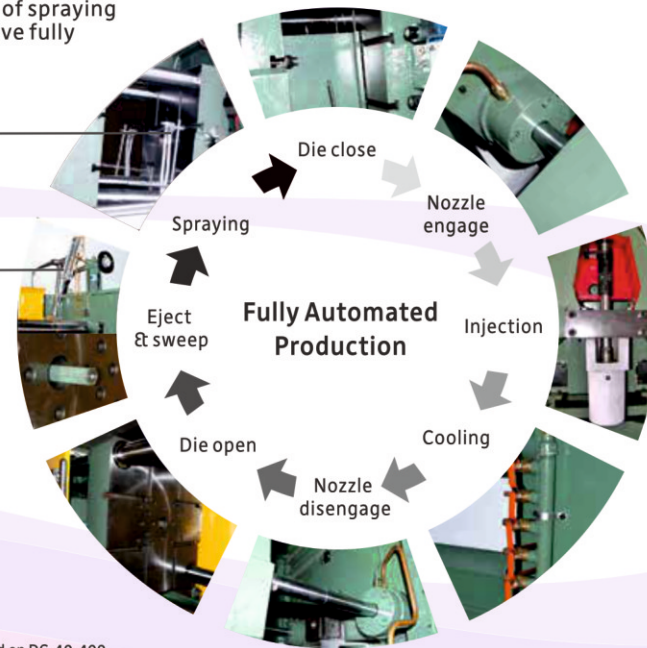 of spraying
ve fully
Die close
Nozzle
engage
Injection
Cooling
Nozzle
disengage
Die open
Eject
& sweep
Spraying
Fully Automated
Production